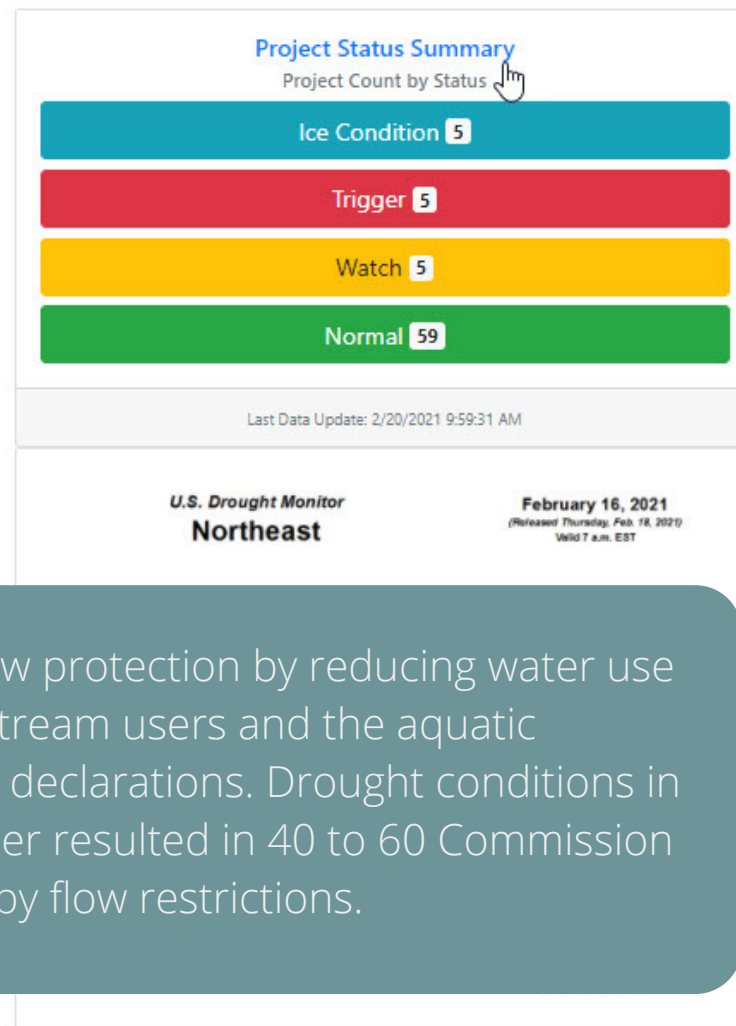 Project Status Summary
Project Count by Status
Ice Condition 5
Trigger 5
Watch 5
Normal 59
Last Data Update: 2/20/2021 9:59:31 AM
U.S. Drought Monitor
Northeast
February 16, 2021
(Released Thursday, Feb. 18, 2021)
Valid 7 a.m. EST
protection by reducing water use
users and the aquatic
declarations. Drought conditions in
resulted in 40 to 60 Commission
by flow restrictions.